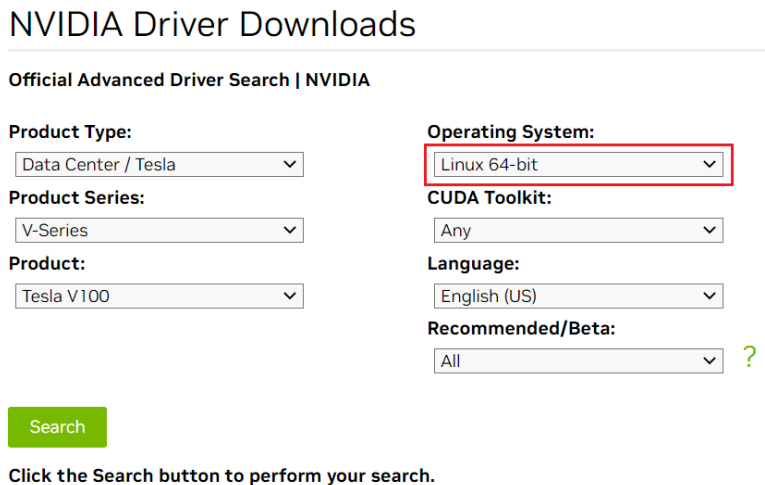 NVIDIA Driver Downloads
Official Advanced Driver Search | NVIDIA
Product Type:
Data Center / Tesla
Product Series:
V-Series
Product:
Tesla V100
Operating System:
Linux 64-bit
CUDA Toolkit:
Any
Language:
English (US)
Recommended/Beta:
All
?
Search
Click the Search button to perform your search.